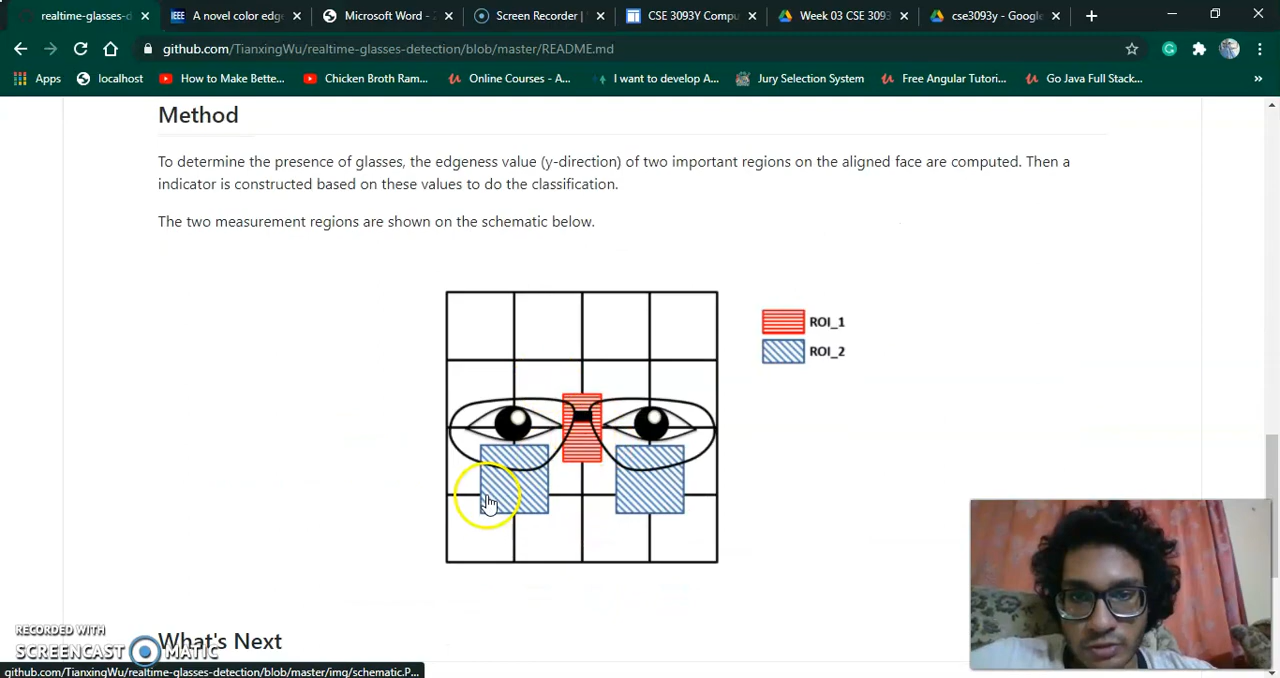 realtime-glasses-d
A novel color edg
Microsoft Word - 2
Screen Recorder |
CSE 3093Y Compu
Week 03 CSE 3093
cse3093y - Google
github.com/TianxingWu/realtime-glasses-detection/blob/master/README.md
Apps
localhost
How to Make Bette...
Chicken Broth Ram...
Online Courses - A...
I want to develop A...
Jury Selection System
Free Angular Tutori...
Go Java Full Stack...
»
Method
To determine the presence of glasses, the edgeness value (y-direction) of two important regions on the aligned face are computed. Then a
indicator is constructed based on these values to do the classification.
The two measurement regions are shown on the schematic below.
ROI_1
ROI_2
What's Next
RECORDED WITH
SCREENCAST MATIC
github.com/TianxingWu/realtime-glasses-detection/blob/master/img/schematic.P...